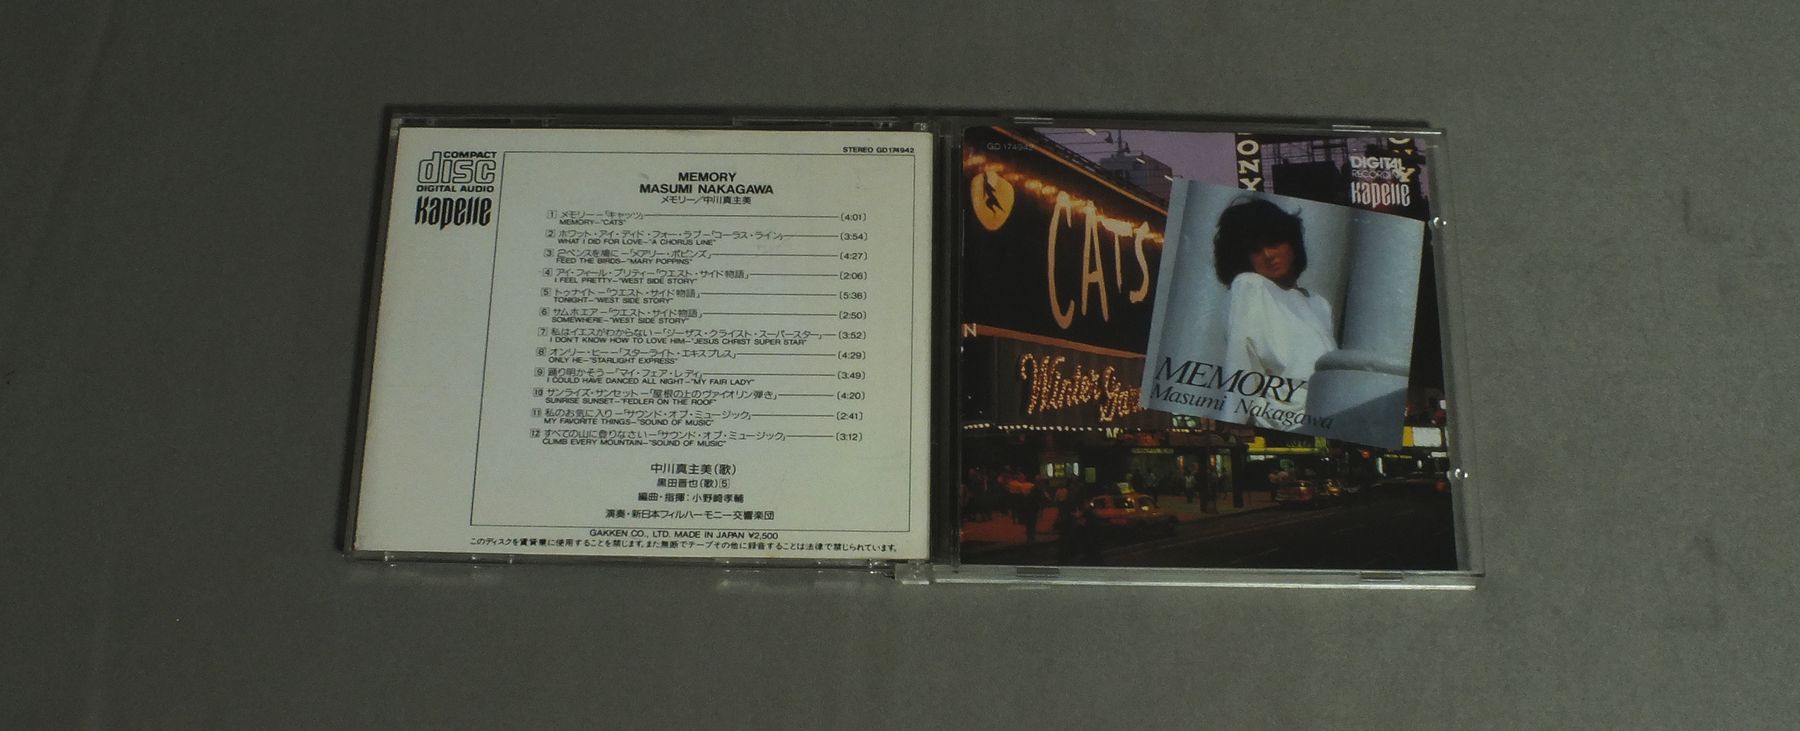 COMPACT
disc
DIGITAL AUDIO
Kapelle
STEREO GD174942
MEMORY
MASUMI NAKAGAWA
メモリー/中川真主美
1 メモリー−「キャッツ」 (4:01)
MEMORY−"CATS"
2 ホワット・アイ・ディド・フォー・ラブ−「コーラス・ライン」 (3:54)
WHAT I DID FOR LOVE−"A CHORUS LINE"
3 2ペンスを鳩に−「メアリー・ポピンズ」 (4:27)
FEED THE BIRDS−"MARY POPPINS"
4 アイ・フィール・プリティ−「ウエスト・サイド物語」 (2:06)
I FEEL PRETTY−"WEST SIDE STORY"
5 トゥナイト−「ウエスト・サイド物語」 (5:36)
TONIGHT−"WEST SIDE STORY"
6 サムホエア−「ウエスト・サイド物語」 (2:50)
SOMEWHERE−"WEST SIDE STORY"
7 私はイエスがわからない−「ジーザス・クライスト・スーパースター」 (3:52)
I DON'T KNOW HOW TO LOVE HIM−"JESUS CHRIST SUPER STAR"
8 オンリー・ヒー−「スターライト・エキスプレス」 (4:29)
ONLY HE−"STARLIGHT EXPRESS"
9 踊り明かそう−「マイ・フェア・レディ」 (3:49)
I COULD HAVE DANCED ALL NIGHT−"MY FAIR LADY"
10 サンライズ・サンセット−「屋根の上のヴァイオリン弾き」 (4:20)
SUNRISE SUNSET−"FEDLER ON THE ROOF"
11 私のお気に入り−「サウンド・オブ・ミュージック」 (2:41)
MY FAVORITE THINGS−"SOUND OF MUSIC"
12 すべての山に登りなさい−「サウンド・オブ・ミュージック」 (3:12)
CLIMB EVERY MOUNTAIN−"SOUND OF MUSIC"
中川真主美(歌)
黒田晋也(歌)5
編曲・指揮：小野崎孝輔
演奏・新日本フィルハーモニー交響楽団
GAKKEN CO., LTD. MADE IN JAPAN ¥2,500
このディスクを賃貸業に使用することを禁じます。また無断でテープその他に録音することは法律で禁じられています。
GD 174942
DIGITAL
RECORDING
Kapelle
CATS
Winter
MEMORY
Masumi Nakagawa